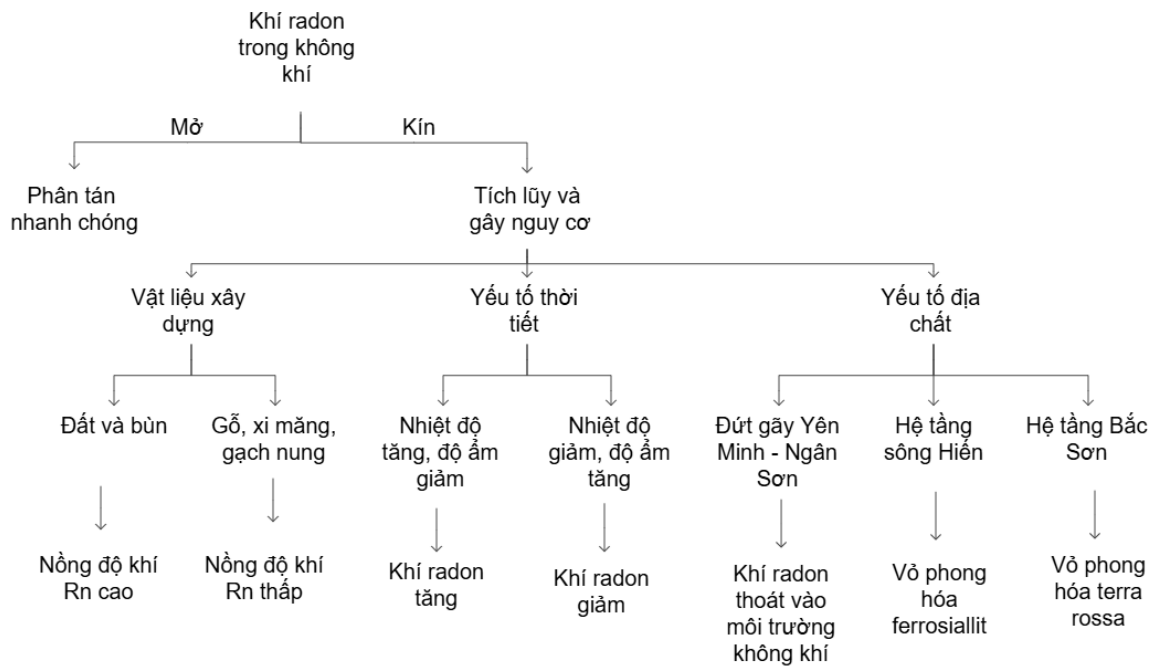 Khí radon
trong không
khí
Mở
Kín
Phân tán
nhanh chóng
Tích lũy và
gây nguy cơ
Vật liệu xây
dựng
Yếu tố thời
tiết
Yếu tố địa
chất
Đất và bùn
Gỗ, xi măng,
gạch nung
Nhiệt độ
tăng, độ ẩm
giảm
Nhiệt độ
giảm, độ ẩm
tăng
Đứt gãy Yên
Minh - Ngân
Sơn
Hệ tầng
sông Hiến
Hệ tầng Bắc
Sơn
Nồng độ khí
Rn cao
Nồng độ khí
Rn thấp
Khí radon
tăng
Khí radon
giảm
Khí radon
thoát vào
môi trường
không khí
Vỏ phong
hóa
ferrosiallit
Vỏ phong
hóa terra
rossa